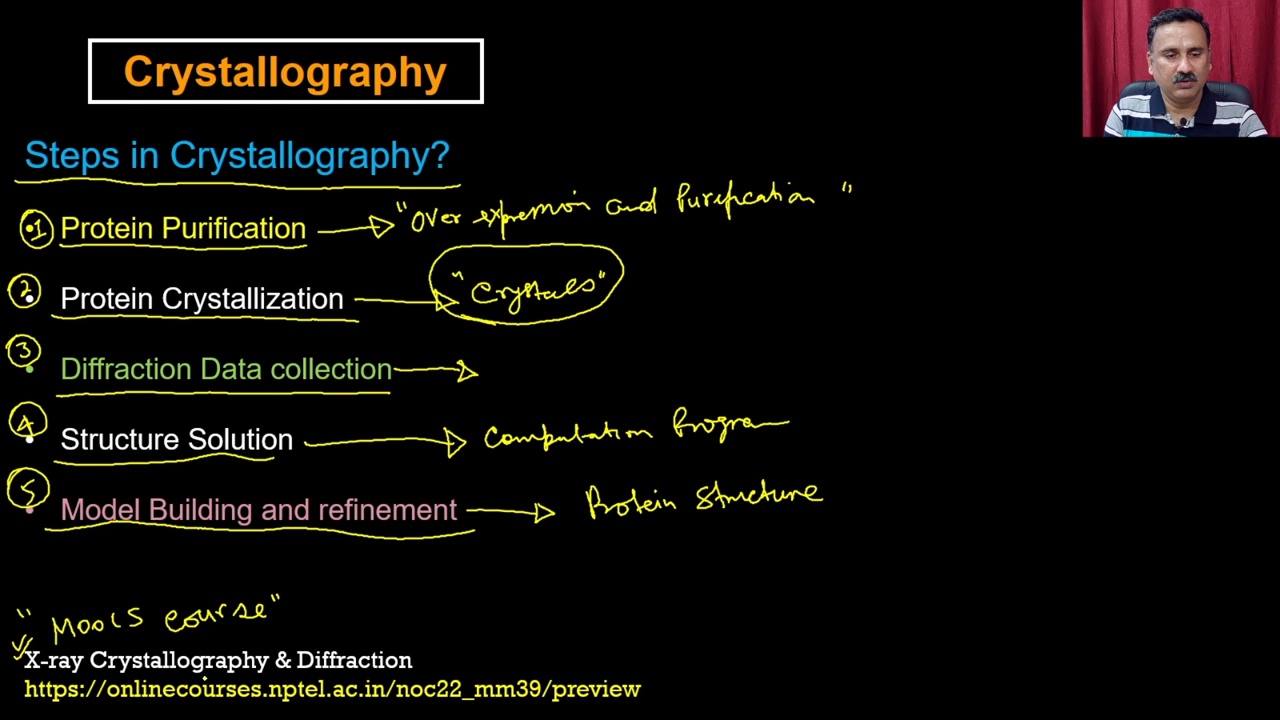 Crystallography
Steps in Crystallography?
1 Protein Purification "Over expression and Purification"
2 Protein Crystallization "Crystals"
3 Diffraction Data collection
4 Structure Solution Computation Program
5 Model Building and refinement Protein Structure
"MOOCS course"
X-ray Crystallography & Diffraction
https://onlinecourses.nptel.ac.in/noc22_mm39/preview